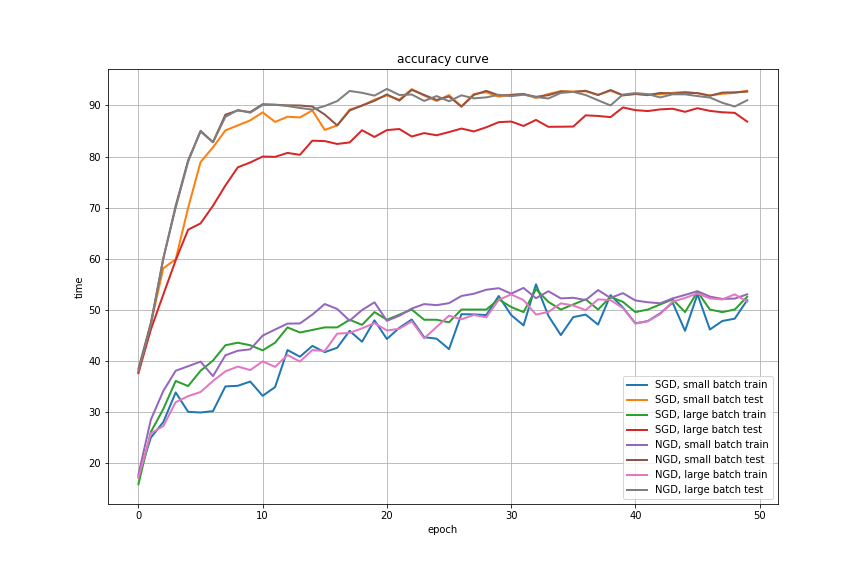 accuracy curve
time
90
80
70
60
50
40
30
20
0
10
20
30
40
50
epoch
SGD, small batch train
SGD, small batch test
SGD, large batch train
SGD, large batch test
NGD, small batch train
NGD, small batch test
NGD, large batch train
NGD, large batch test